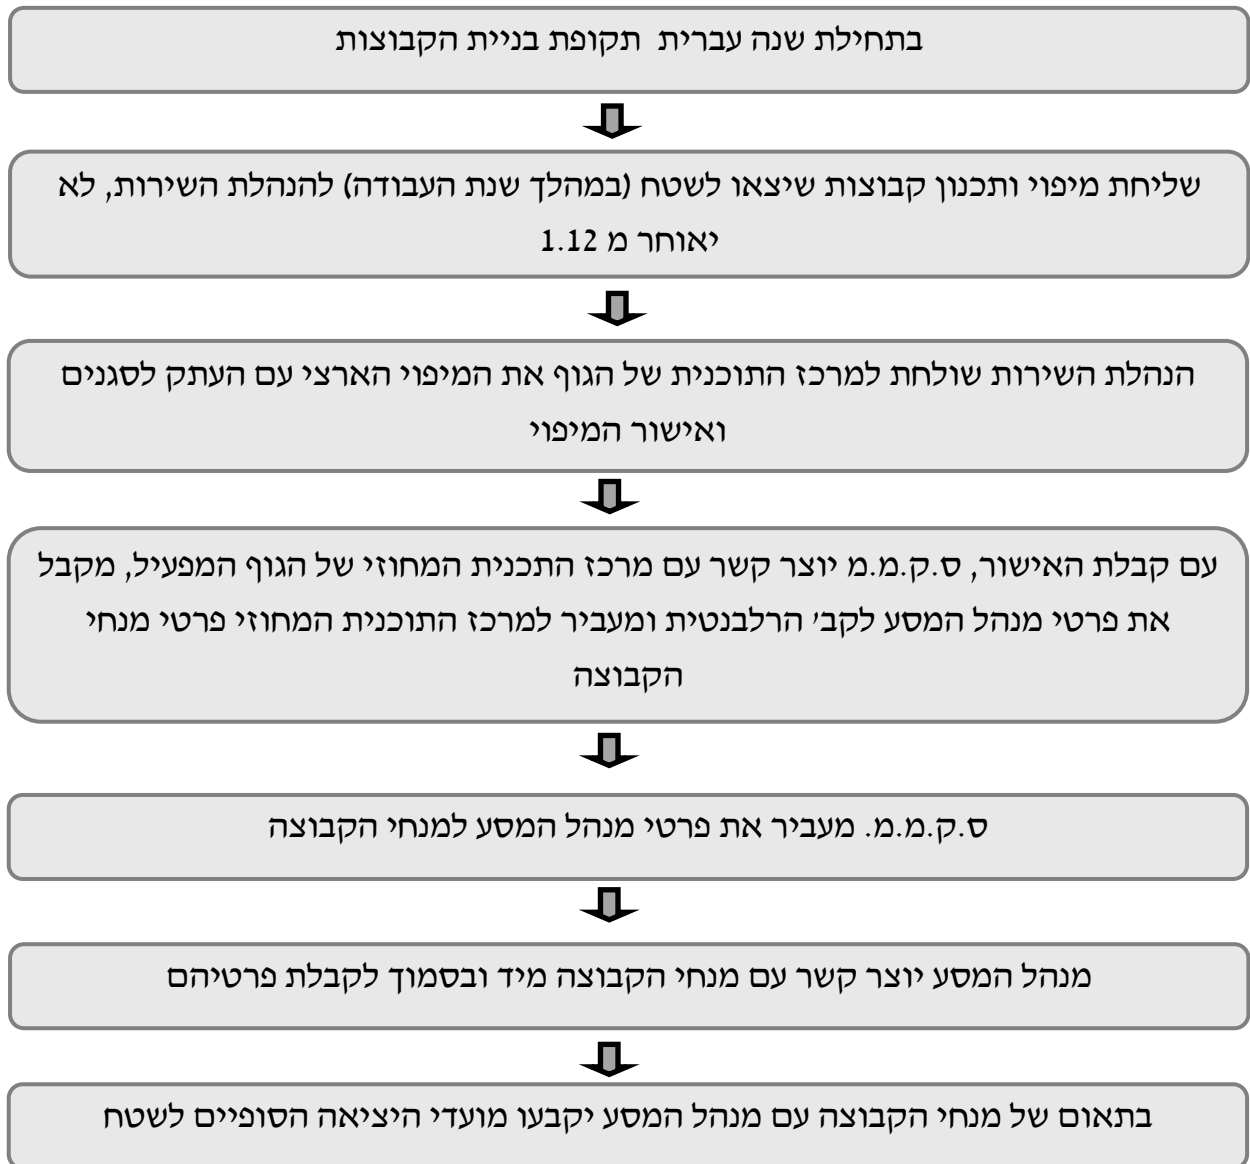 בתחילת שנה עברית  תקופת בניית הקבוצות
שליחת מיפוי ותכנון קבוצות שיצאו לשטח (במהלך שנת העבודה) להנהלת השירות, לא
יאוחר מ 1.12
הנהלת השירות שולחת למרכז התוכנית של הגוף את המיפוי הארצי עם העתק לסגנים
ואישור המיפוי
עם קבלת האישור, ס.ק.מ.מ יוצר קשר עם מרכז התכנית המחוזי של הגוף המפעיל, מקבל
את פרטי מנהל המסע לקב' הרלבנטית ומעביר למרכז התוכנית המחוזי פרטי מנחי
הקבוצה
ס.ק.מ.מ. מעביר את פרטי מנהל המסע למנחי הקבוצה
מנהל המסע יוצר קשר עם מנחי הקבוצה מיד ובסמוך לקבלת פרטיהם
בתאום של מנחי הקבוצה עם מנהל המסע יקבעו מועדי היציאה הסופיים לשטח